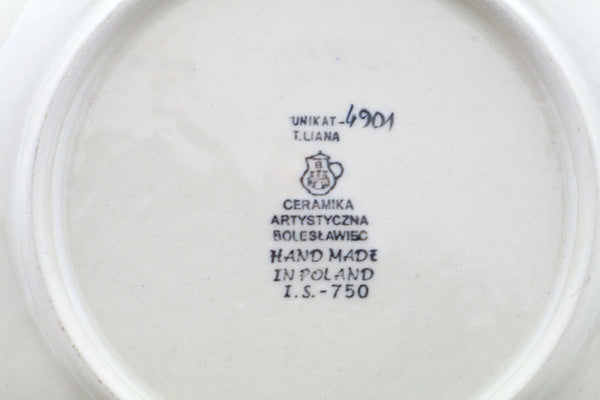 UNIKAT-4901
T.LIANA
CERAMIKA
ARTYSTYCZNA
BOLESŁAWIEC
HAND MADE
IN POLAND
I.S.-750